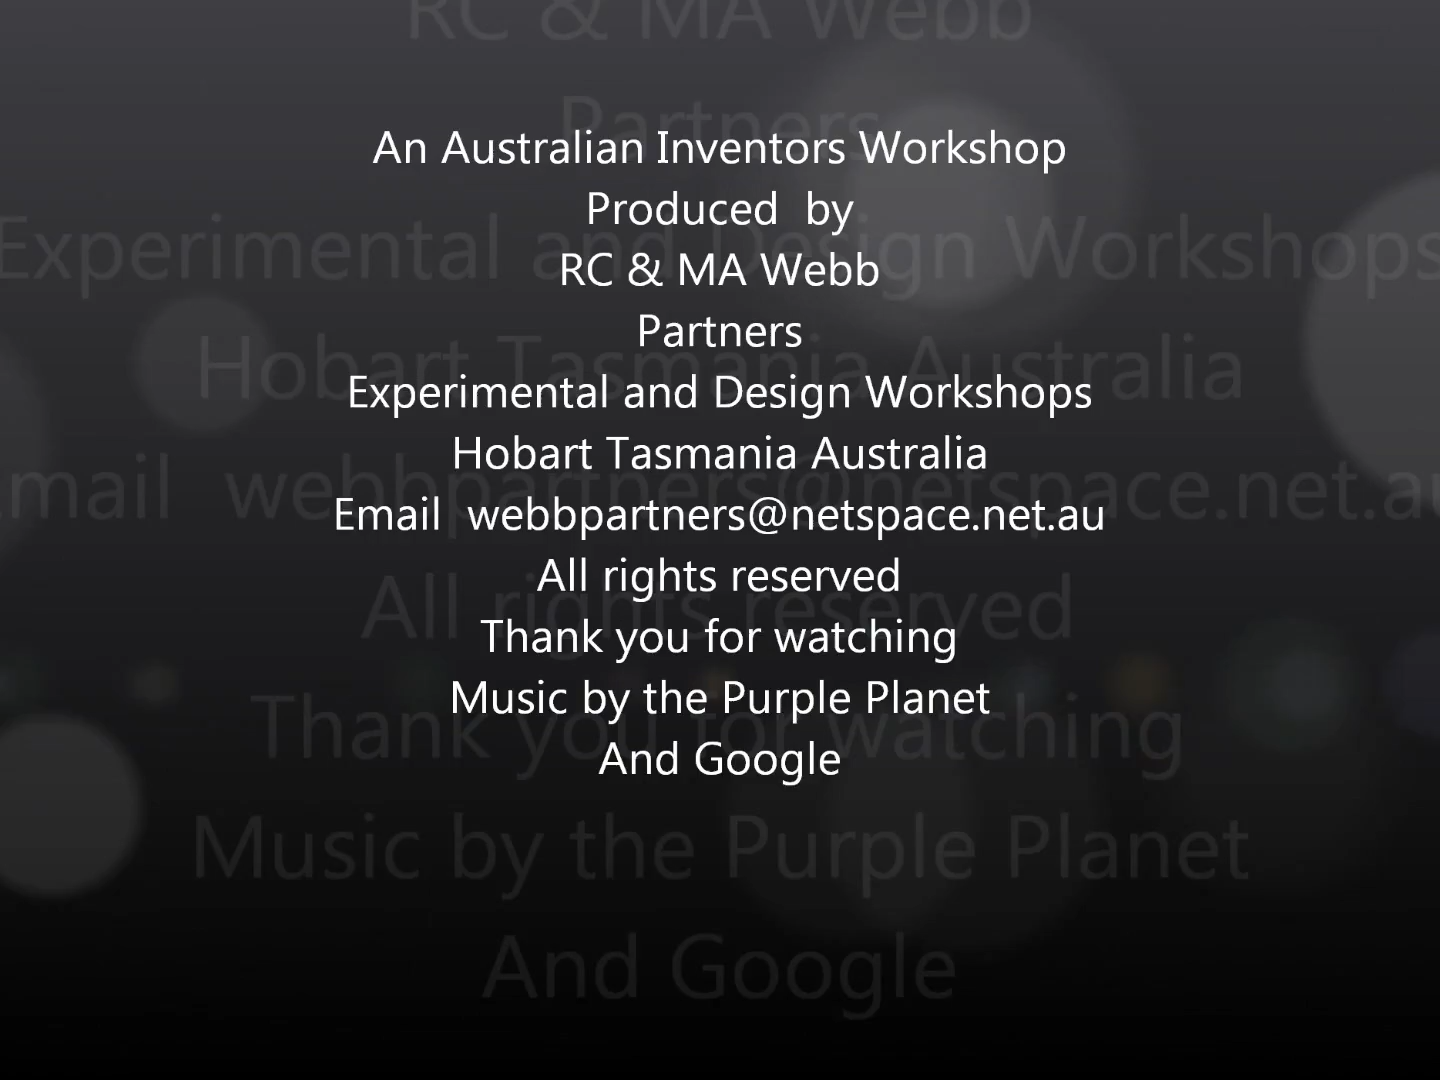 An Australian Inventors Workshop
Produced  by
RC & MA Webb
Partners
Experimental and Design Workshops
Hobart Tasmania Australia
Email  webbpartners@netspace.net.au
All rights reserved
Thank you for watching
Music by the Purple Planet
And Google